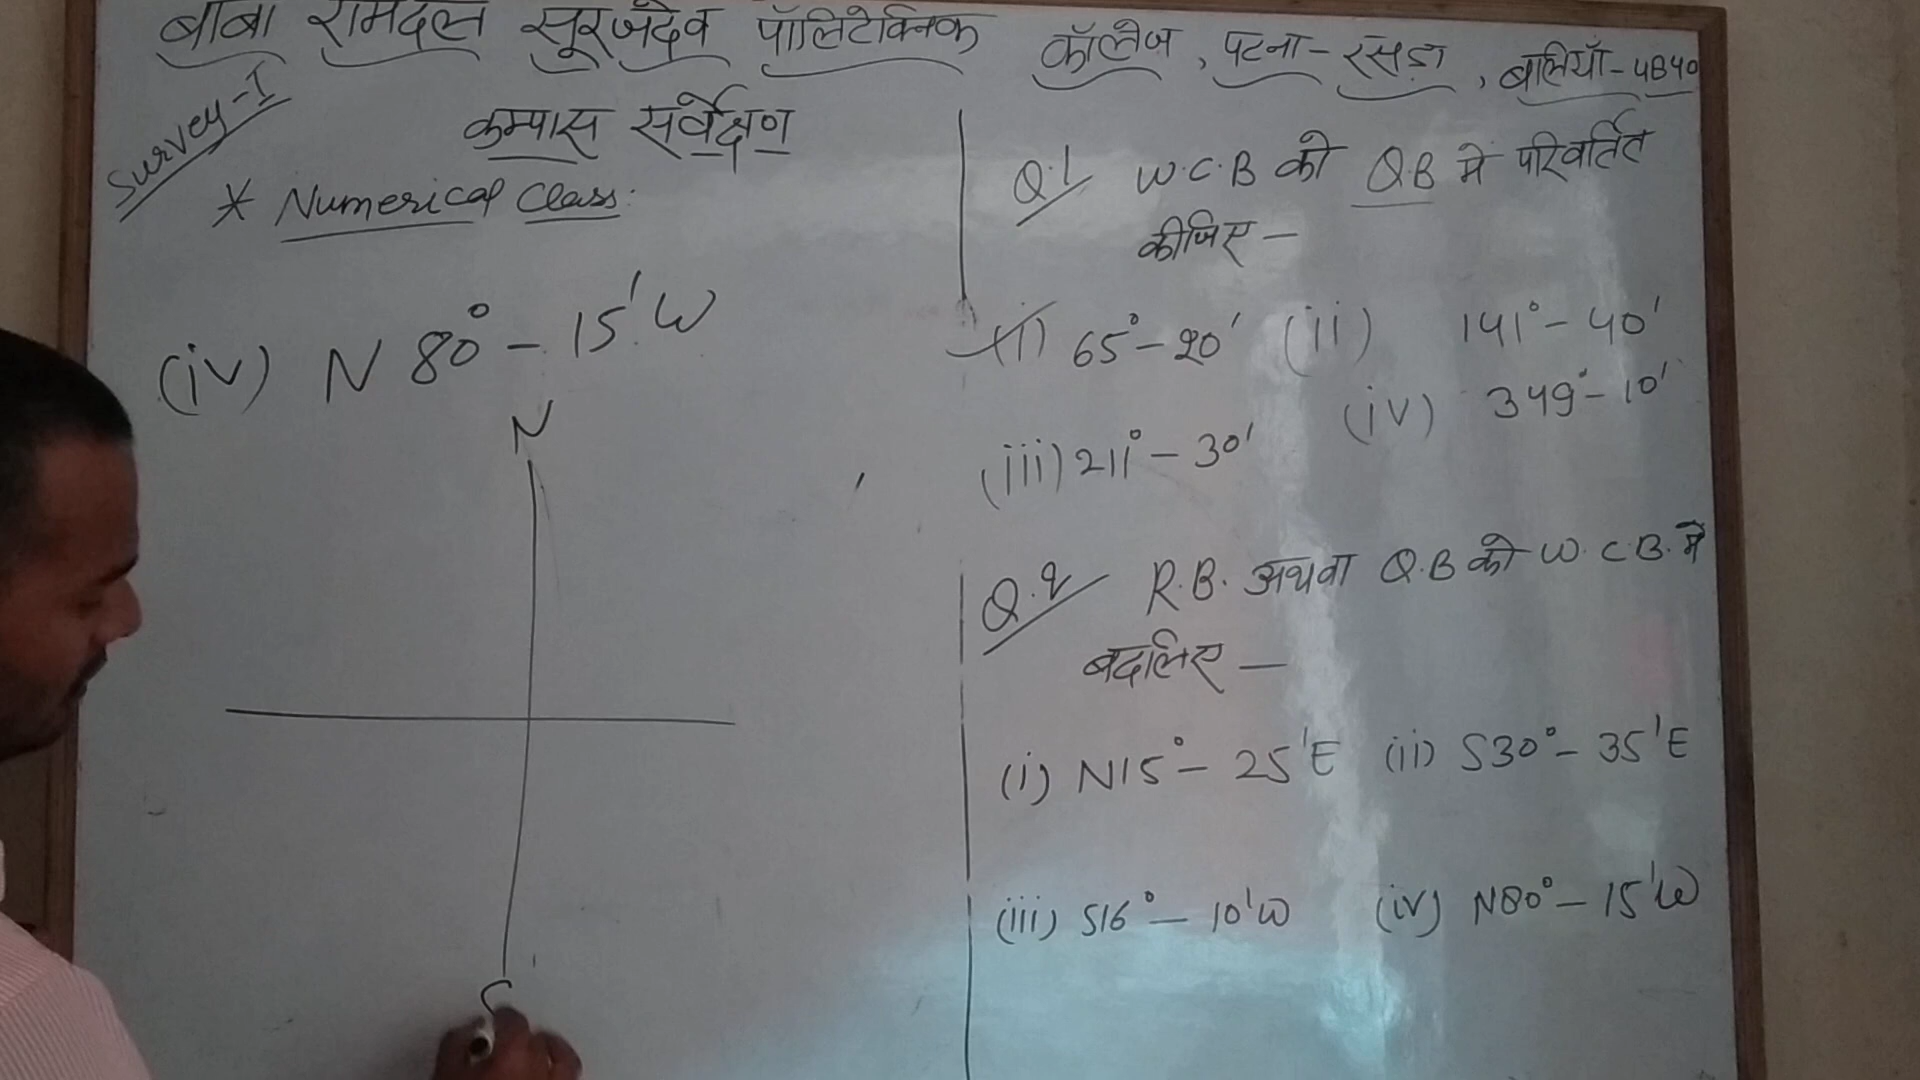 बाबा रामदल सूरजदेव पॉलिटेक्निक कॉलेज, पटना-रसड़ा, बलिया-
Survey-I
कम्पास सर्वेक्षण
* Numerical Class:
(iv) N 80° - 15' W
N
S
Q.1 W.C.B को Q.B मे परिवर्तित
कीजिए -
(i) 65° - 20' (ii) 141° - 40'
(iii) 211° - 30' (iv) 349° - 10'
Q.2 R.B. अथवा Q.B को W.C.B. मे
बदलिए -
(i) N15° - 25'E (ii) S30° - 35'E
(iii) S16° - 10'W (iv) N80° - 15'W